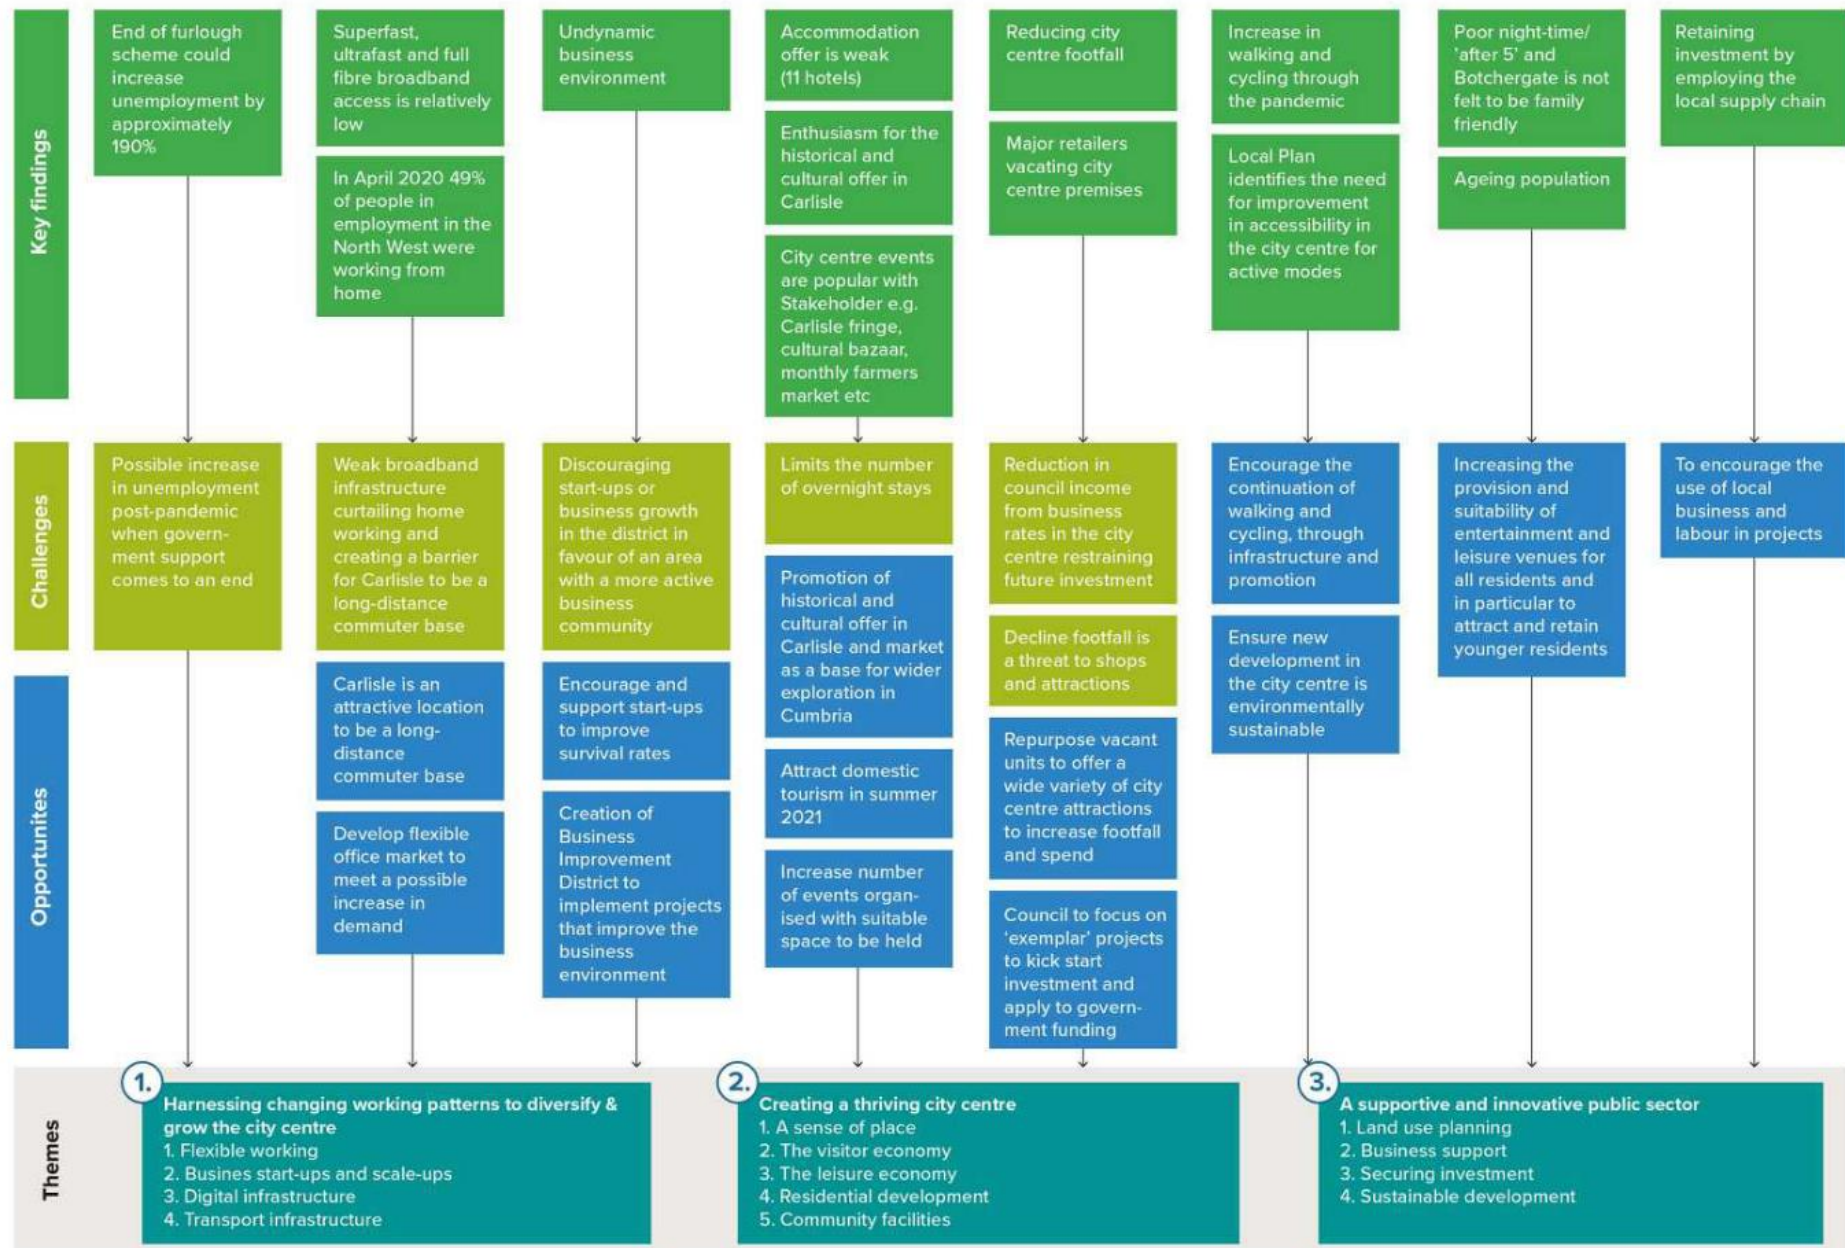 Key findings
End of furlough
scheme could
increase
unemployment by
approximately
190%
Superfast,
ultrafast and full
fibre broadband
access is relatively
low
In April 2020 49%
of people in
employment in the
North West were
working from
home
Undynamic
business
environment
Accommodation
offer is weak
(11 hotels)
Enthusiasm for the
historical and
cultural offer in
Carlisle
City centre events
are popular with
Stakeholder e.g.
Carlisle fringe,
cultural bazaar,
monthly farmers
market etc
Reducing city
centre footfall
Major retailers
vacating city
centre premises
Increase in
walking and
cycling through
the pandemic
Local Plan
identifies the need
for improvement
in accessibility in
the city centre for
active modes
Poor night-time/
'after 5' and
Botchergate is not
felt to be family
friendly
Ageing population
Retaining
investment by
employing the
local supply chain
Challenges
Possible increase
in unemployment
post-pandemic
when govern-
ment support
comes to an end
Weak broadband
infrastructure
curtailing home
working and
creating a barrier
for Carlisle to be a
long-distance
commuter base
Discouraging
start-ups or
business growth
in the district in
favour of an area
with a more active
business
community
Limits the number
of overnight stays
Reduction in
council income
from business
rates in the city
centre restraining
future investment
Decline footfall is
a threat to shops
and attractions
Opportunites
Carlisle is an
attractive location
to be a long-
distance
commuter base
Develop flexible
office market to
meet a possible
increase in
demand
Encourage and
support start-ups
to improve
survival rates
Creation of
Business
Improvement
District to
implement projects
that improve the
business
environment
Promotion of
historical and
cultural offer in
Carlisle and market
as a base for wider
exploration in
Cumbria
Attract domestic
tourism in summer
2021
Increase number
of events organ-
ised with suitable
space to be held
Repurpose vacant
units to offer a
wide variety of city
centre attractions
to increase footfall
and spend
Council to focus on
'exemplar' projects
to kick start
investment and
apply to govern-
ment funding
Encourage the
continuation of
walking and
cycling, through
infrastructure and
promotion
Ensure new
development in
the city centre is
environmentally
sustainable
Increasing the
provision and
suitability of
entertainment and
leisure venues for
all residents and
in particular to
attract and retain
younger residents
To encourage the
use of local
business and
labour in projects
Themes
1.
Harnessing changing working patterns to diversify &
grow the city centre
1. Flexible working
2. Busines start-ups and scale-ups
3. Digital infrastructure
4. Transport infrastructure
2.
Creating a thriving city centre
1. A sense of place
2. The visitor economy
3. The leisure economy
4. Residential development
5. Community facilities
3.
A supportive and innovative public sector
1. Land use planning
2. Business support
3. Securing investment
4. Sustainable development